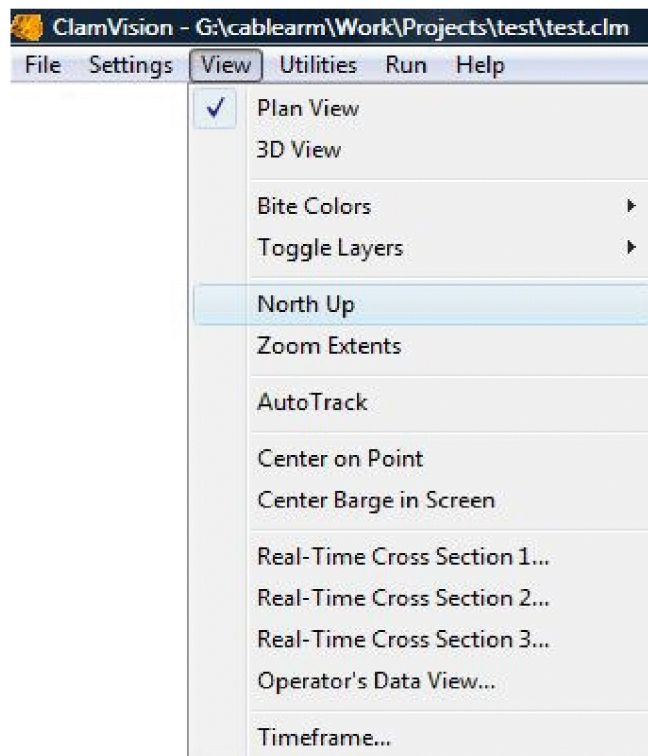 ClamVision - G:\cablearm\Work\Projects\test\test.clm
File Settings View Utilities Run Help
Plan View
3D View
Bite Colors
Toggle Layers
North Up
Zoom Extents
AutoTrack
Center on Point
Center Barge in Screen
Real-Time Cross Section 1...
Real-Time Cross Section 2...
Real-Time Cross Section 3...
Operator's Data View...
Timeframe...